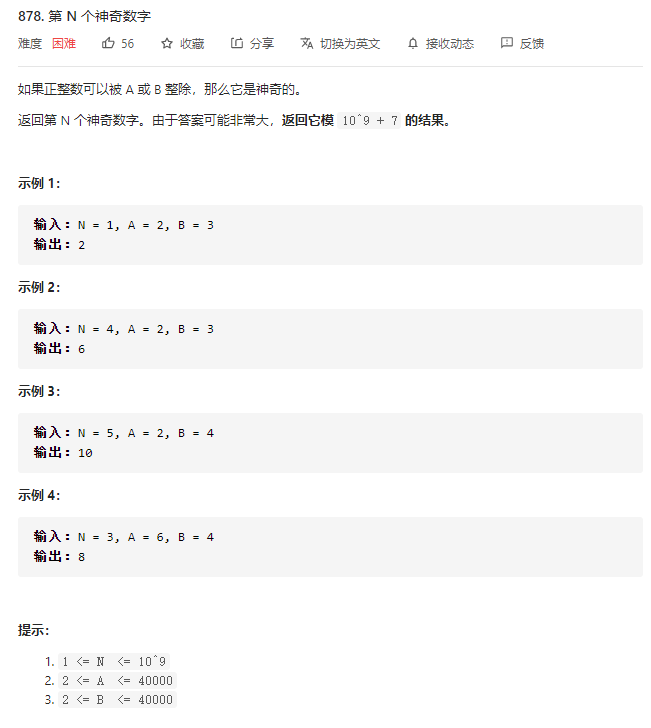 878. 第 N 个神奇数字
难度 困难 56 收藏 分享 切换为英文 接收动态 反馈
如果正整数可以被 A 或 B 整除，那么它是神奇的。
返回第 N 个神奇数字。由于答案可能非常大，返回它模 10^9 + 7 的结果。
示例 1：
输入：N = 1, A = 2, B = 3
输出：2
示例 2：
输入：N = 4, A = 2, B = 3
输出：6
示例 3：
输入：N = 5, A = 2, B = 4
输出：10
示例 4：
输入：N = 3, A = 6, B = 4
输出：8
提示：
1. 1 <= N <= 10^9
2. 2 <= A <= 40000
3. 2 <= B <= 40000